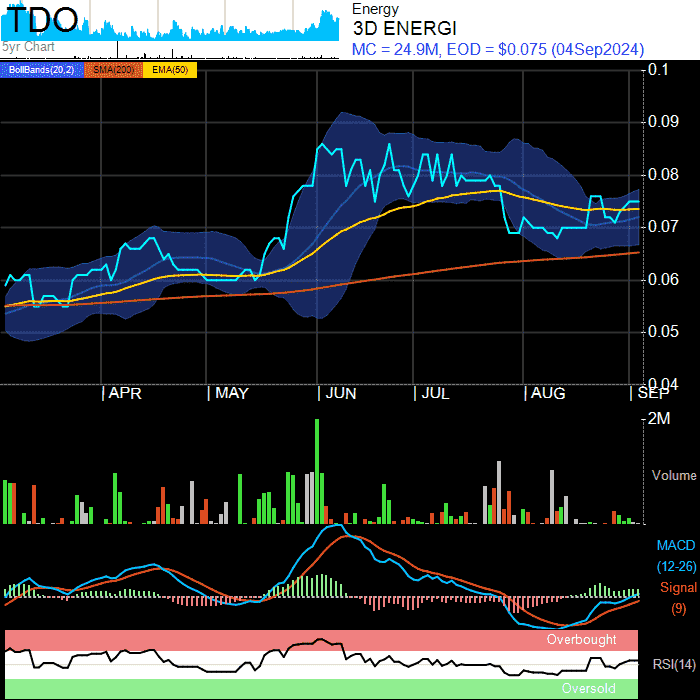 TDO
5yr Chart
Energy
3D ENERGI
MC = 24.9M, EOD = $0.075 (04Sep2024)
BollBands(20,2) SMA(200) EMA(50)
0.1
0.09
0.08
0.07
0.06
0.05
0.04
APR MAY JUN JUL AUG SEP
2M
Volume
MACD
(12-26)
Signal
(9)
Overbought
RSI(14)
Oversold